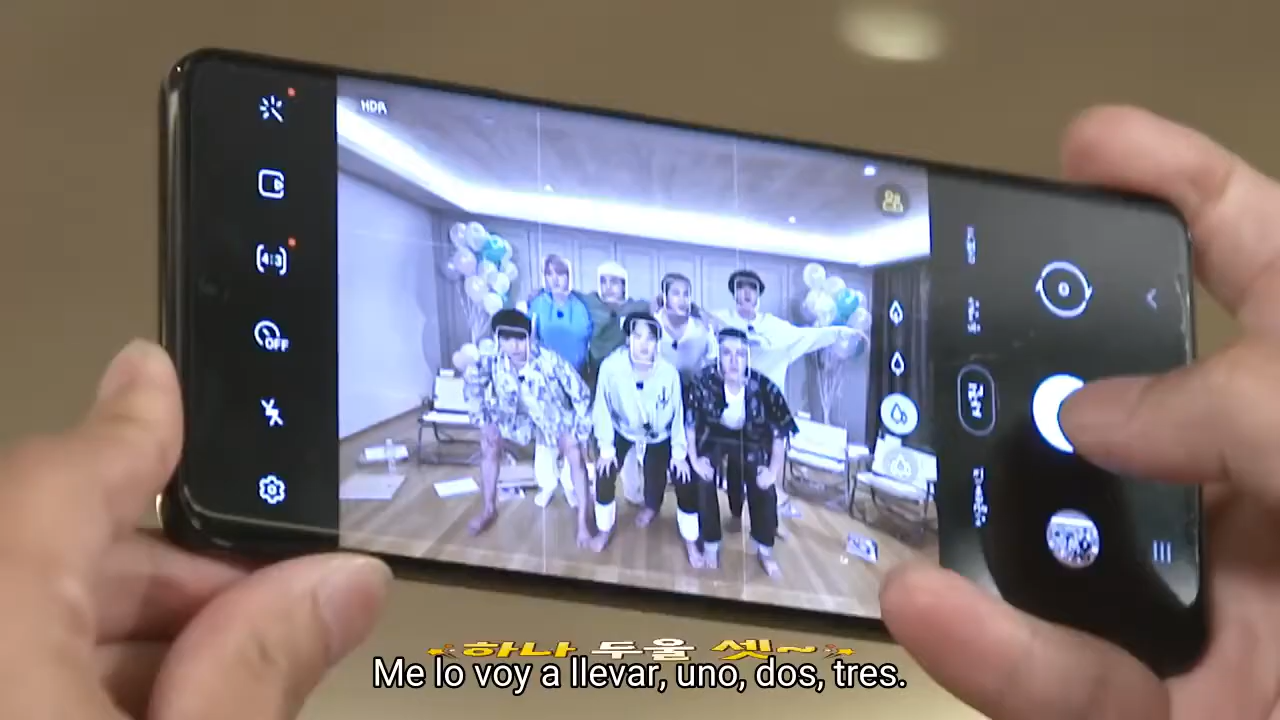 HDR
4:3
OFF
하나 두울 셋~
Me lo voy a llevar, uno, dos, tres.